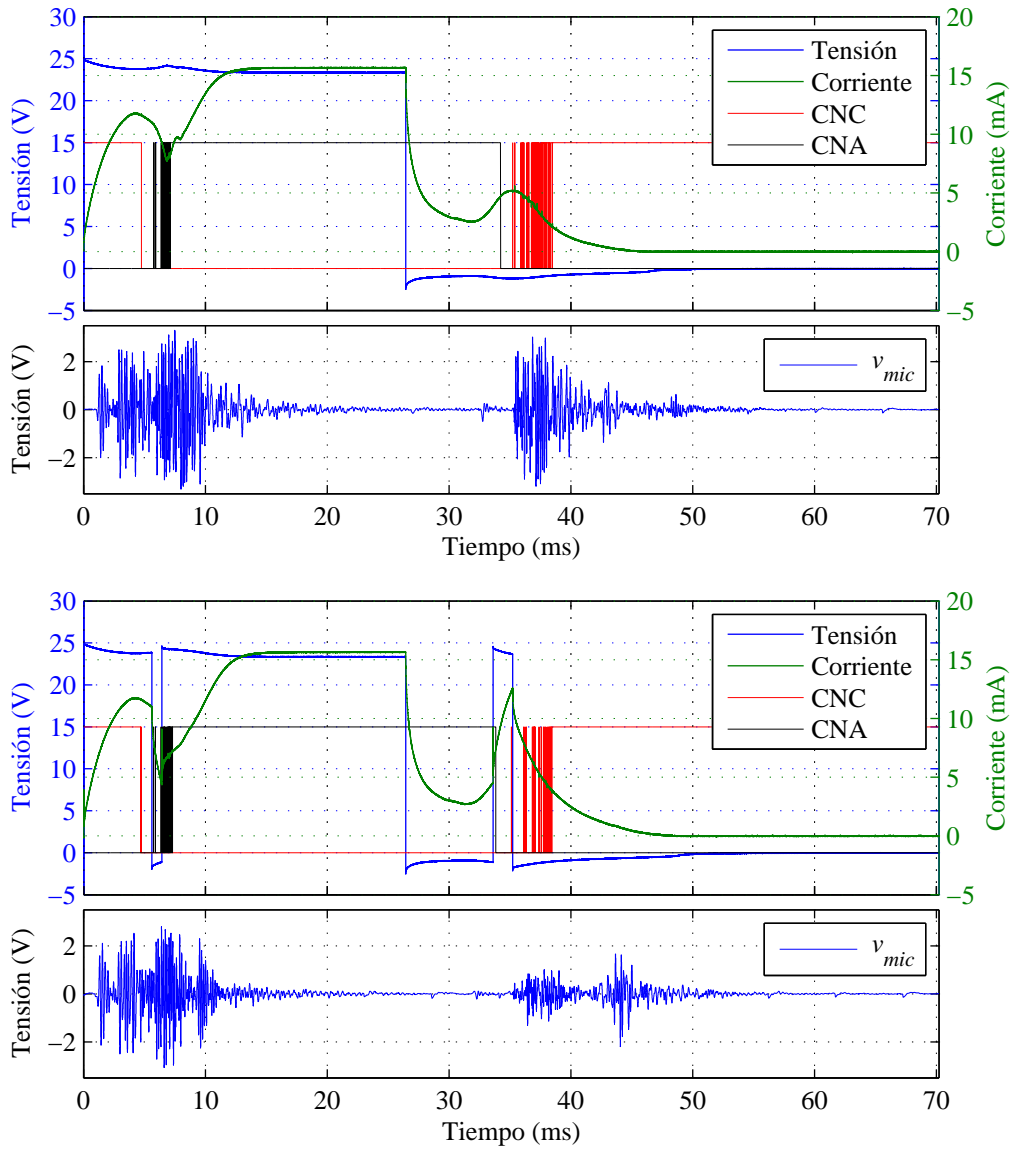 30
25
20
15
10
5
0
−5
Tensión (V)
20
15
10
5
0
−5
Corriente (mA)
Tensión
Corriente
CNC
CNA
2
0
−2
Tensión (V)
v_mic
0 10 20 30 40 50 60 70
Tiempo (ms)
30
25
20
15
10
5
0
−5
Tensión (V)
20
15
10
5
0
−5
Corriente (mA)
Tensión
Corriente
CNC
CNA
2
0
−2
Tensión (V)
v_mic
0 10 20 30 40 50 60 70
Tiempo (ms)